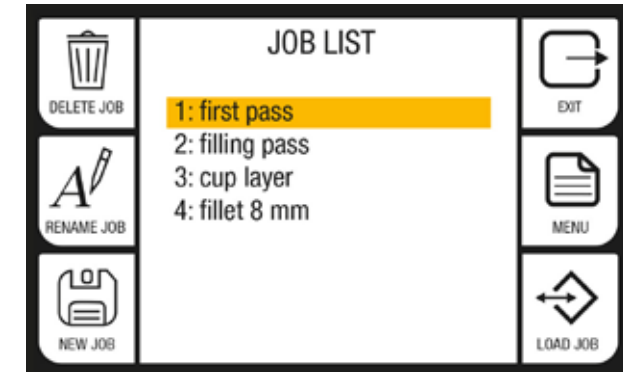 JOB LIST
DELETE JOB
EXIT
1: first pass
2: filling pass
3: cup layer
4: fillet 8 mm
A
RENAME JOB
MENU
NEW JOB
LOAD JOB